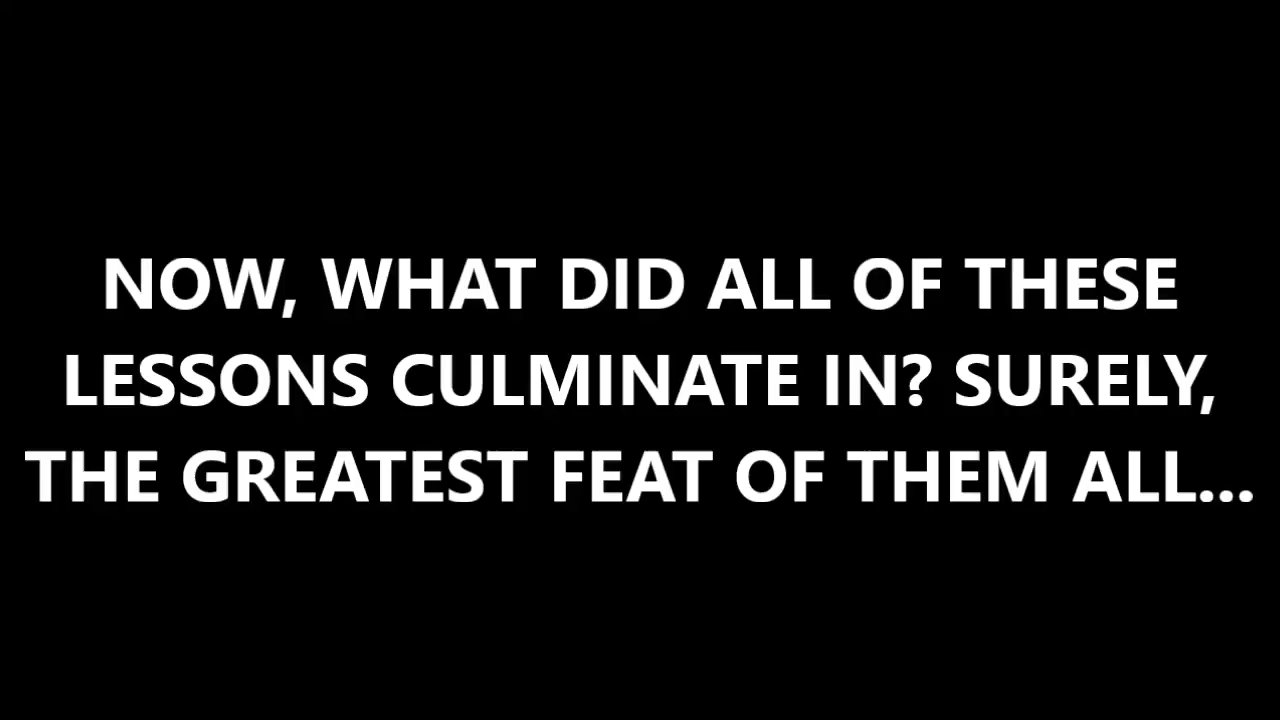 NOW, WHAT DID ALL OF THESE
LESSONS CULMINATE IN? SURELY,
THE GREATEST FEAT OF THEM ALL...